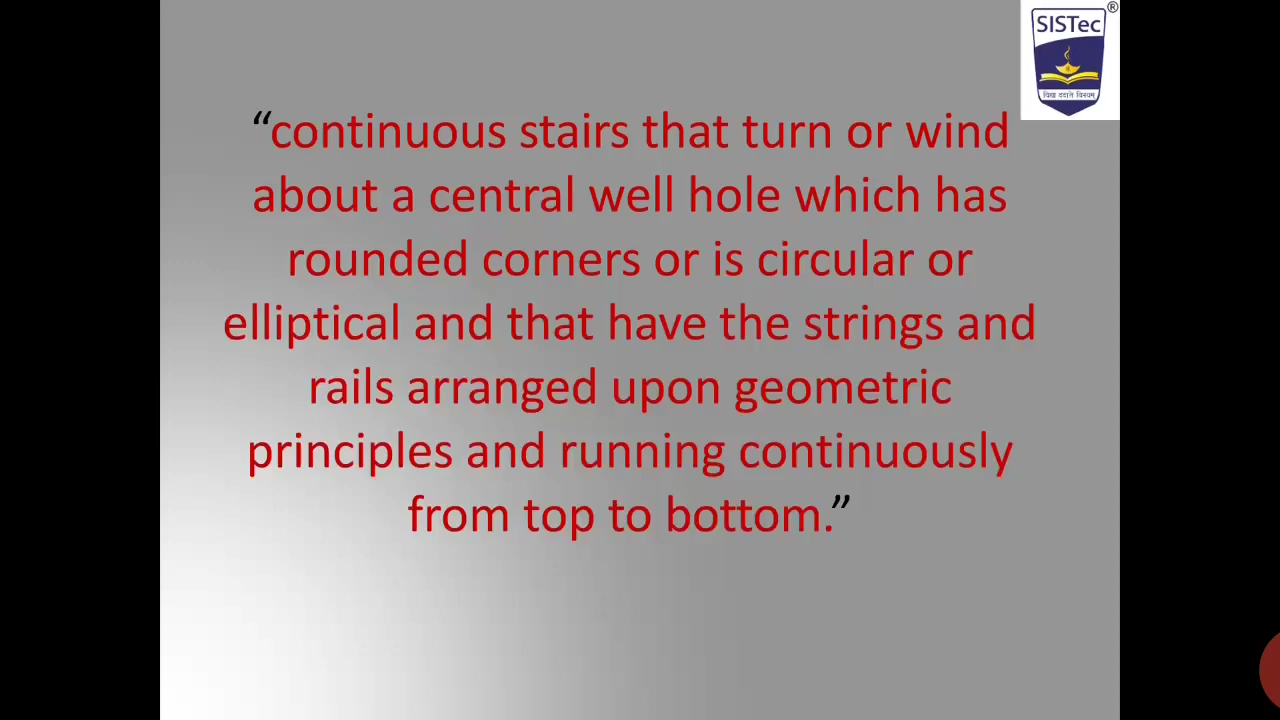 SISTec
®
विद्या ददाति विनयम्
“continuous stairs that turn or wind
about a central well hole which has
rounded corners or is circular or
elliptical and that have the strings and
rails arranged upon geometric
principles and running continuously
from top to bottom.”